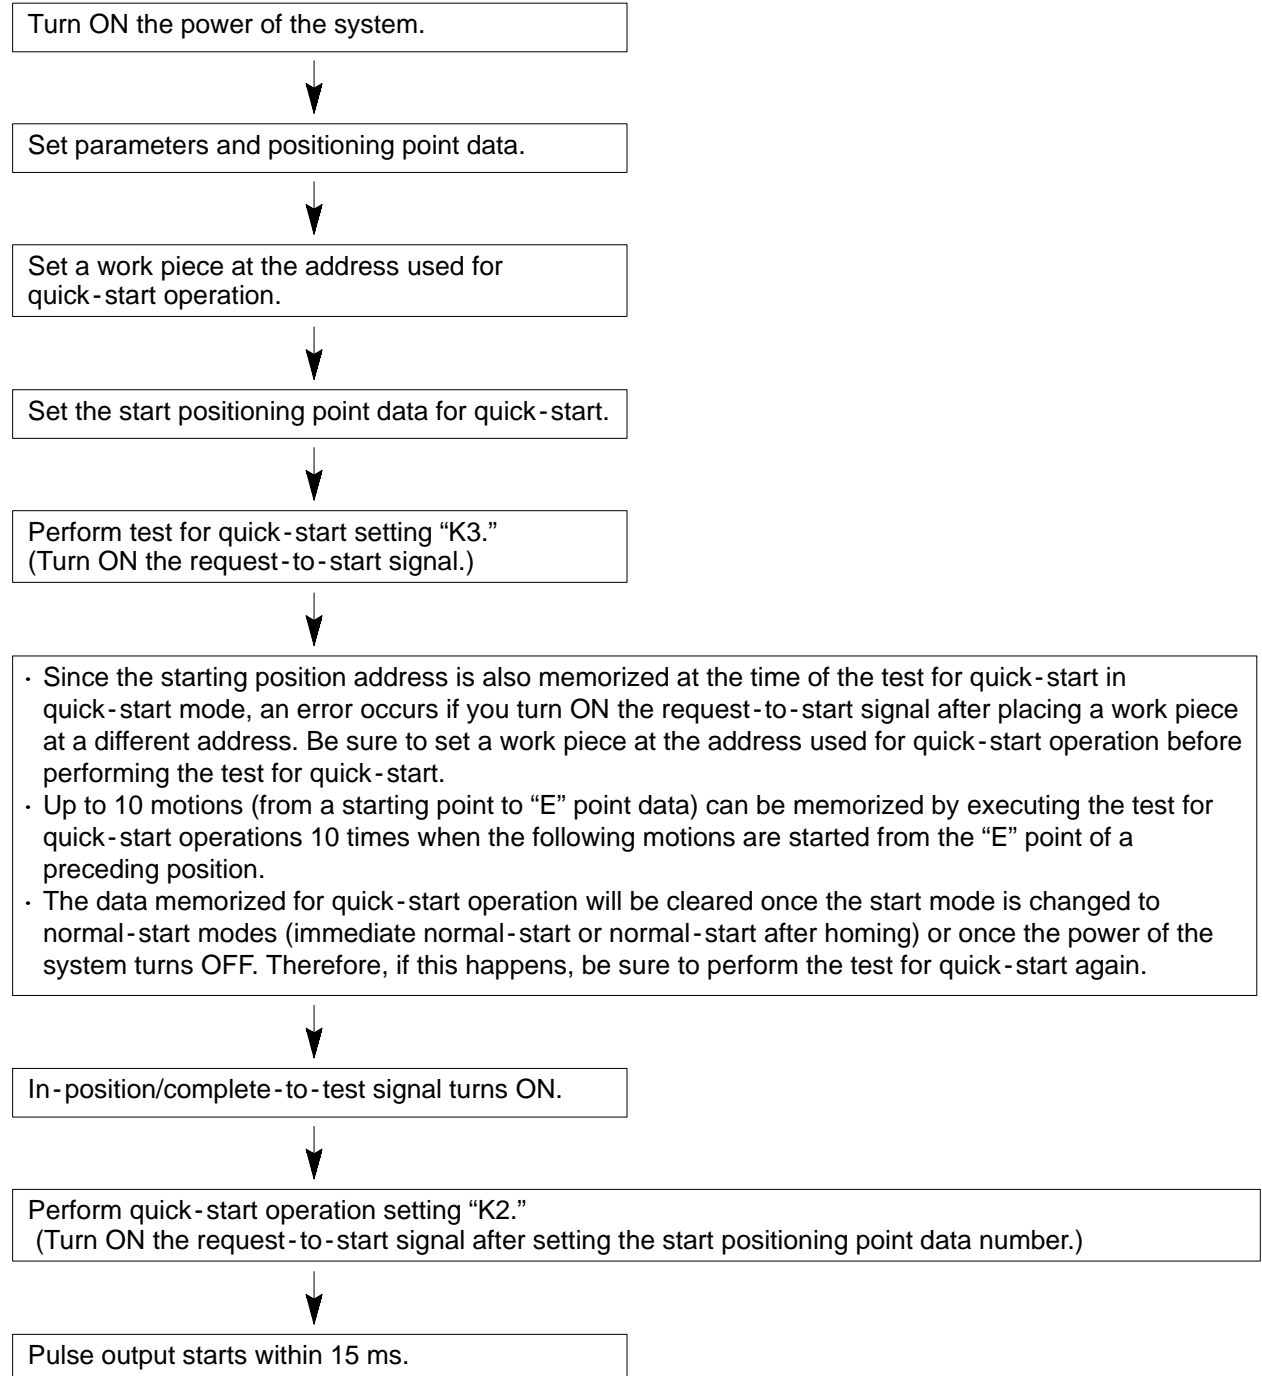 Turn ON the power of the system.
Set parameters and positioning point data.
Set a work piece at the address used for
quick-start operation.
Set the start positioning point data for quick-start.
Perform test for quick-start setting “K3.”
(Turn ON the request-to-start signal.)
· Since the starting position address is also memorized at the time of the test for quick-start in
quick-start mode, an error occurs if you turn ON the request-to-start signal after placing a work piece
at a different address. Be sure to set a work piece at the address used for quick-start operation before
performing the test for quick-start.
· Up to 10 motions (from a starting point to “E” point data) can be memorized by executing the test for
quick-start operations 10 times when the following motions are started from the “E” point of a
preceding position.
· The data memorized for quick-start operation will be cleared once the start mode is changed to
normal-start modes (immediate normal-start or normal-start after homing) or once the power of the
system turns OFF. Therefore, if this happens, be sure to perform the test for quick-start again.
In-position/complete-to-test signal turns ON.
Perform quick-start operation setting “K2.”
(Turn ON the request-to-start signal after setting the start positioning point data number.)
Pulse output starts within 15 ms.